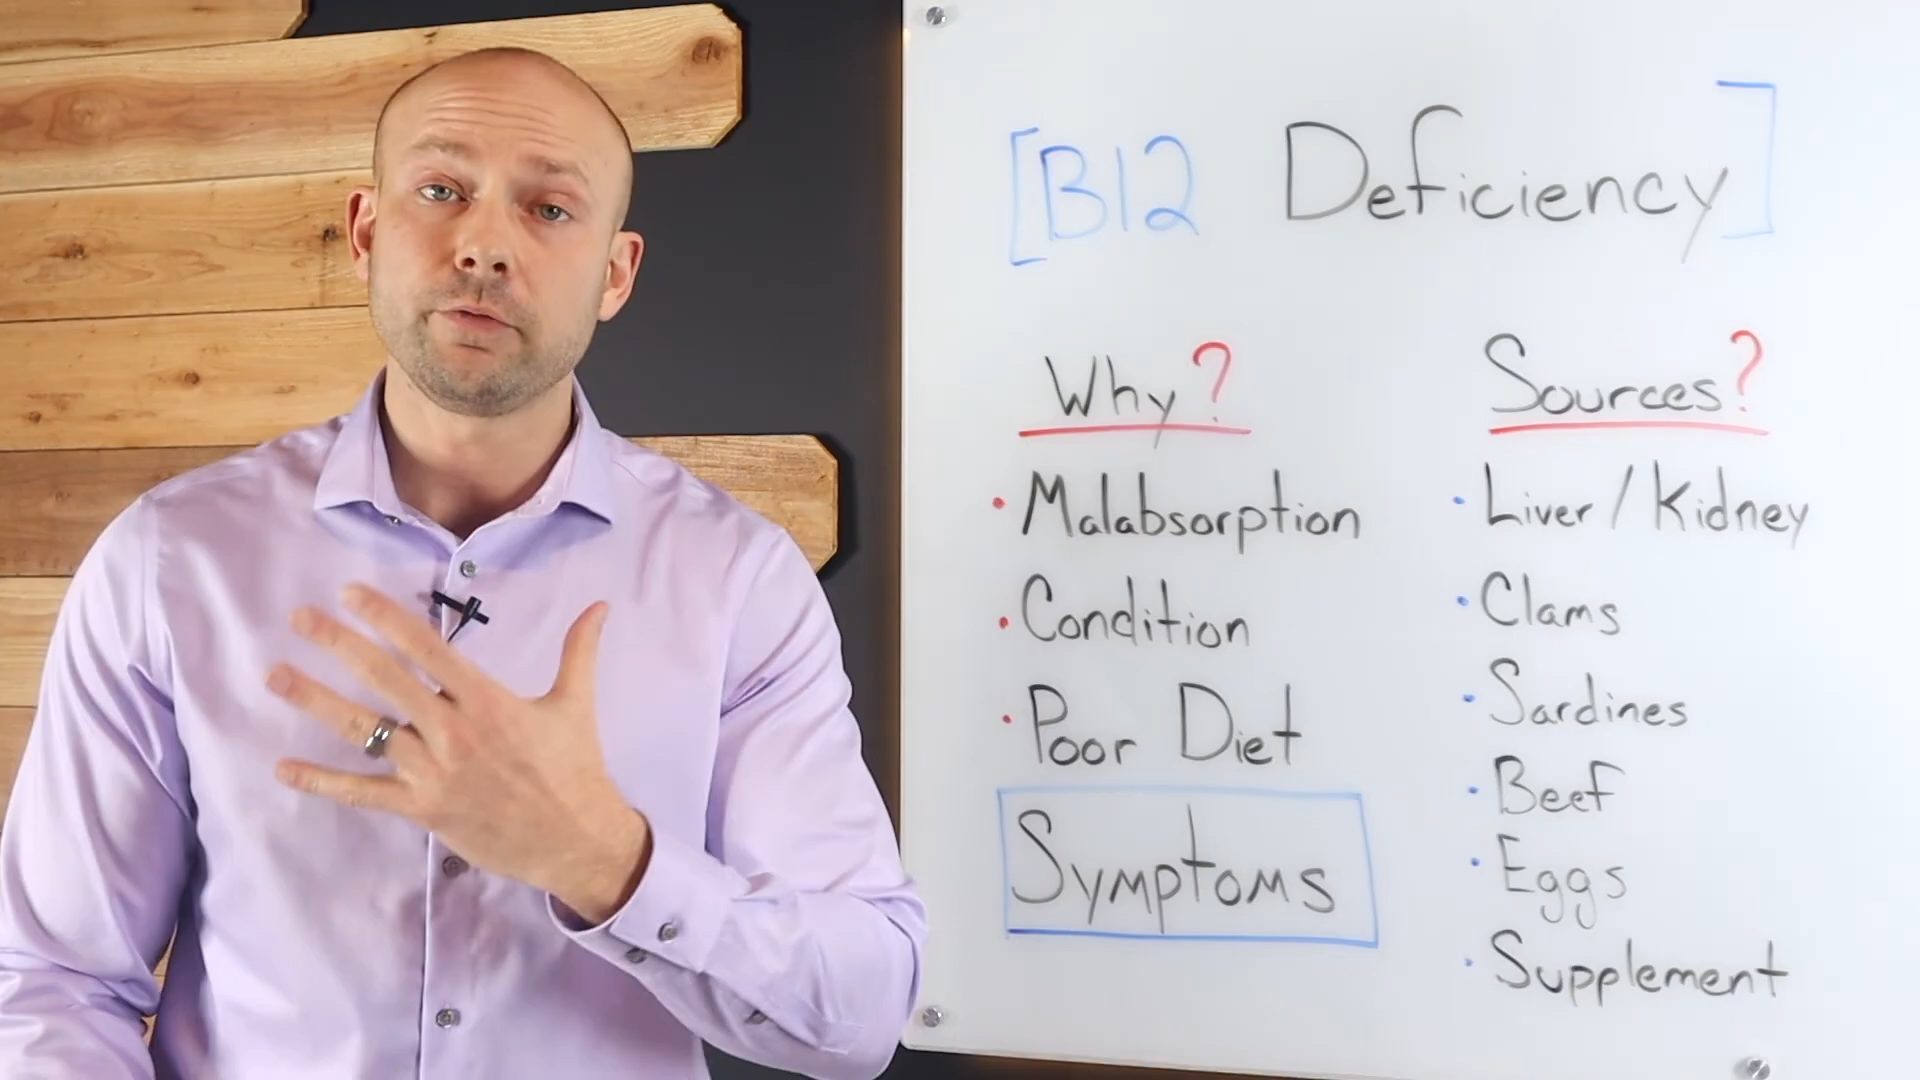 [B12 Deficiency]
Why?
• Malabsorption
• Condition
• Poor Diet
Symptoms
Sources?
• Liver / Kidney
• Clams
• Sardines
• Beef
• Eggs
• Supplement